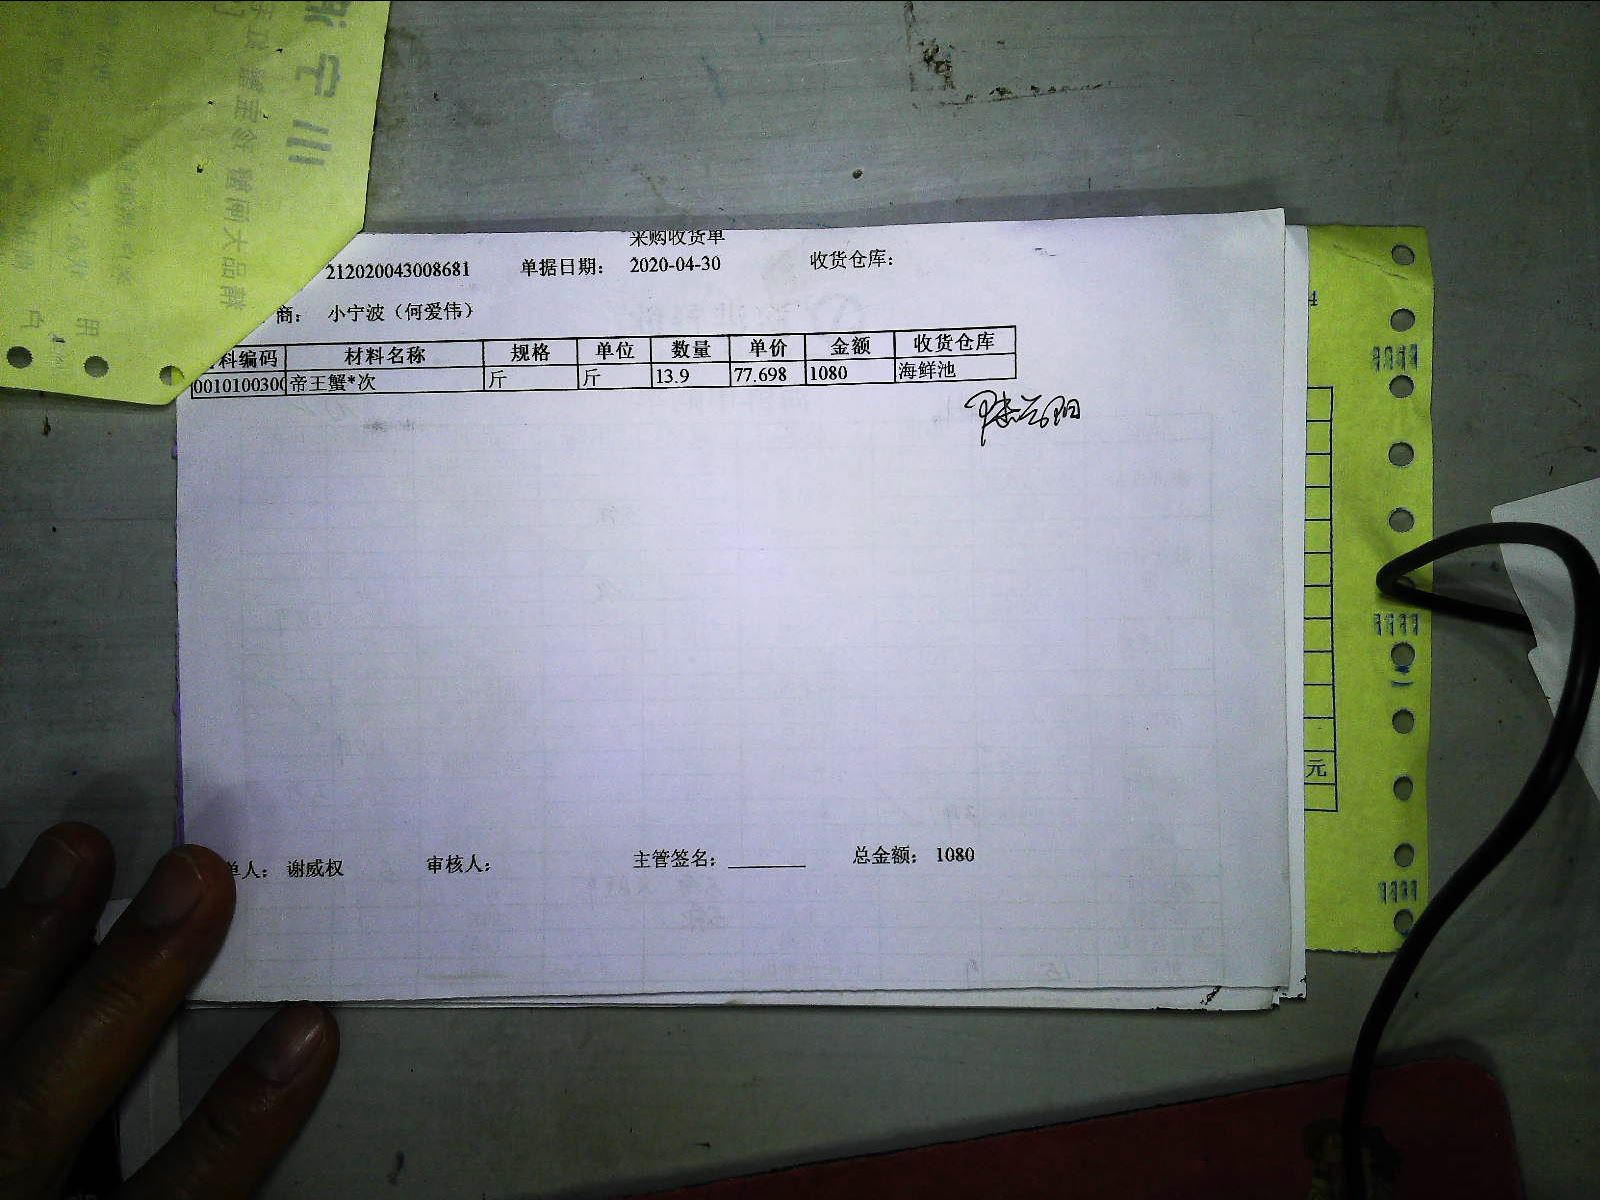 采购收货单
212020043008681 单据日期： 2020-04-30 收货仓库：
商： 小宁波（何爱伟）
料编码 材料名称 规格 单位 数量 单价 金额 收货仓库
00101003000 帝王蟹*次 斤 斤 13.9 77.698 1080 海鲜池
单人： 谢威权 审核人： 主管签名： 总金额： 1080
元